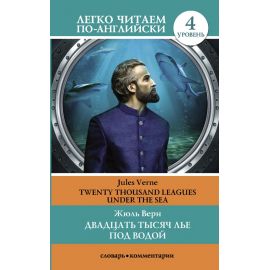 ЛЕГКО ЧИТАЕМ
ПО-АНГЛИЙСКИ
4
УРОВЕНЬ
Jules Verne
TWENTY THOUSAND LEAGUES
UNDER THE SEA
Жюль Верн
ДВАДЦАТЬ ТЫСЯЧ ЛЬЕ
ПОД ВОДОЙ
словарь•комментарии